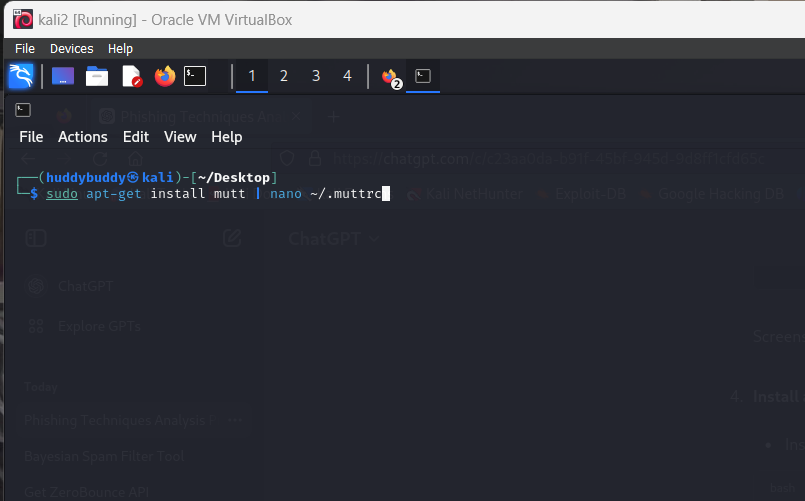 kali2 [Running] - Oracle VM VirtualBox
File Devices Help
1 2 3 4 2
Phishing Techniques
File Actions Edit View Help
https://chatgpt.com
(huddybuddy㉿kali)-[~/Desktop]
$ sudo apt-get install mutt | nano ~/.muttrc
Kali NetHunter Exploit-DB Google Hacking DB
ChatGPT
ChatGPT
Explore GPTs
Screens
Today
4. Install
Phishing Techniques Analysis
Ins
Bayesian Spam Filter Tool
Get ZeroBounce API
bash